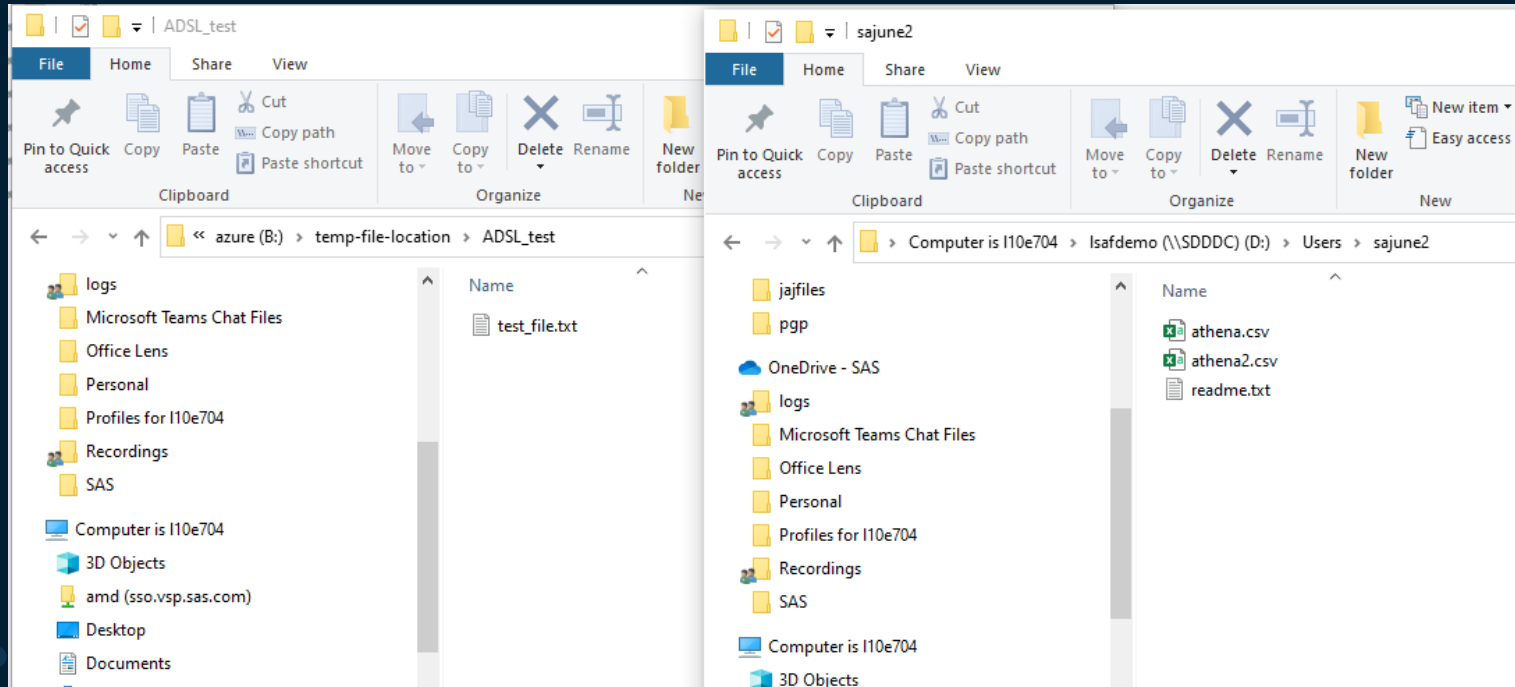 ADSL_test
File Home Share View
Pin to Quick access
Copy
Paste
Cut
Copy path
Paste shortcut
Move to
Copy to
Delete
Rename
New folder
Clipboard
Organize
Ne
« azure (B:) › temp-file-location › ADSL_test
logs
Microsoft Teams Chat Files
Office Lens
Personal
Profiles for l10e704
Recordings
SAS
Computer is l10e704
3D Objects
amd (sso.vsp.sas.com)
Desktop
Documents
Name
test_file.txt
sajune2
File Home Share View
Pin to Quick access
Copy
Paste
Cut
Copy path
Paste shortcut
Move to
Copy to
Delete
Rename
New folder
New item
Easy access
Clipboard
Organize
New
› Computer is l10e704 › lsafdemo (\\SDDDC) (D:) › Users › sajune2
jajfiles
pgp
OneDrive - SAS
logs
Microsoft Teams Chat Files
Office Lens
Personal
Profiles for l10e704
Recordings
SAS
Computer is l10e704
3D Objects
Name
athena.csv
athena2.csv
readme.txt